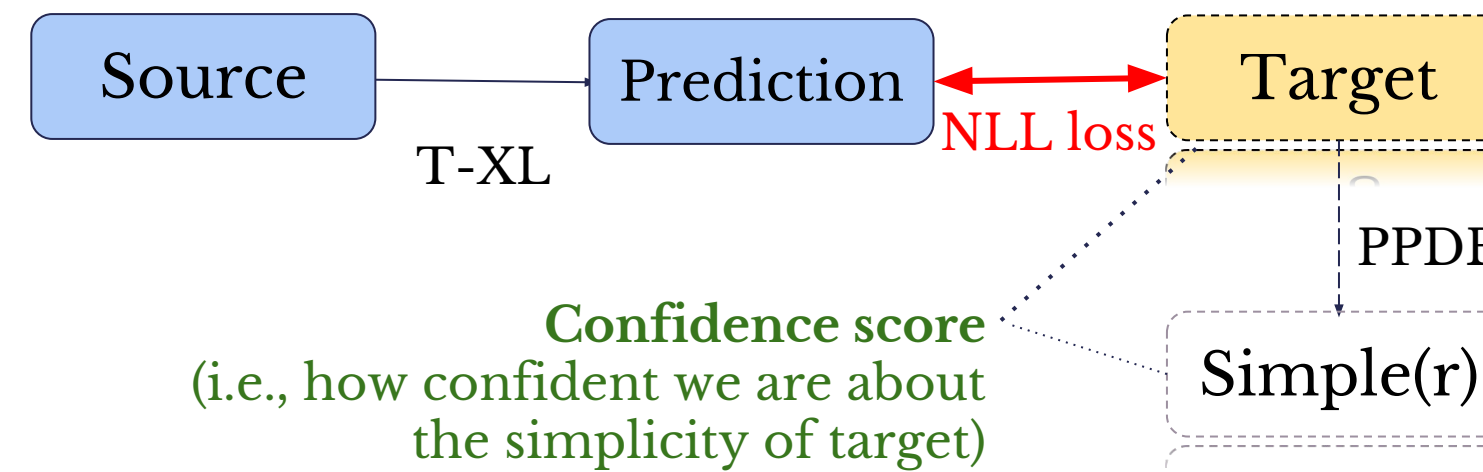 Source
Prediction
Target
NLL loss
T-XL
Confidence score
(i.e., how confident we are about
the simplicity of target)
Simple(r)